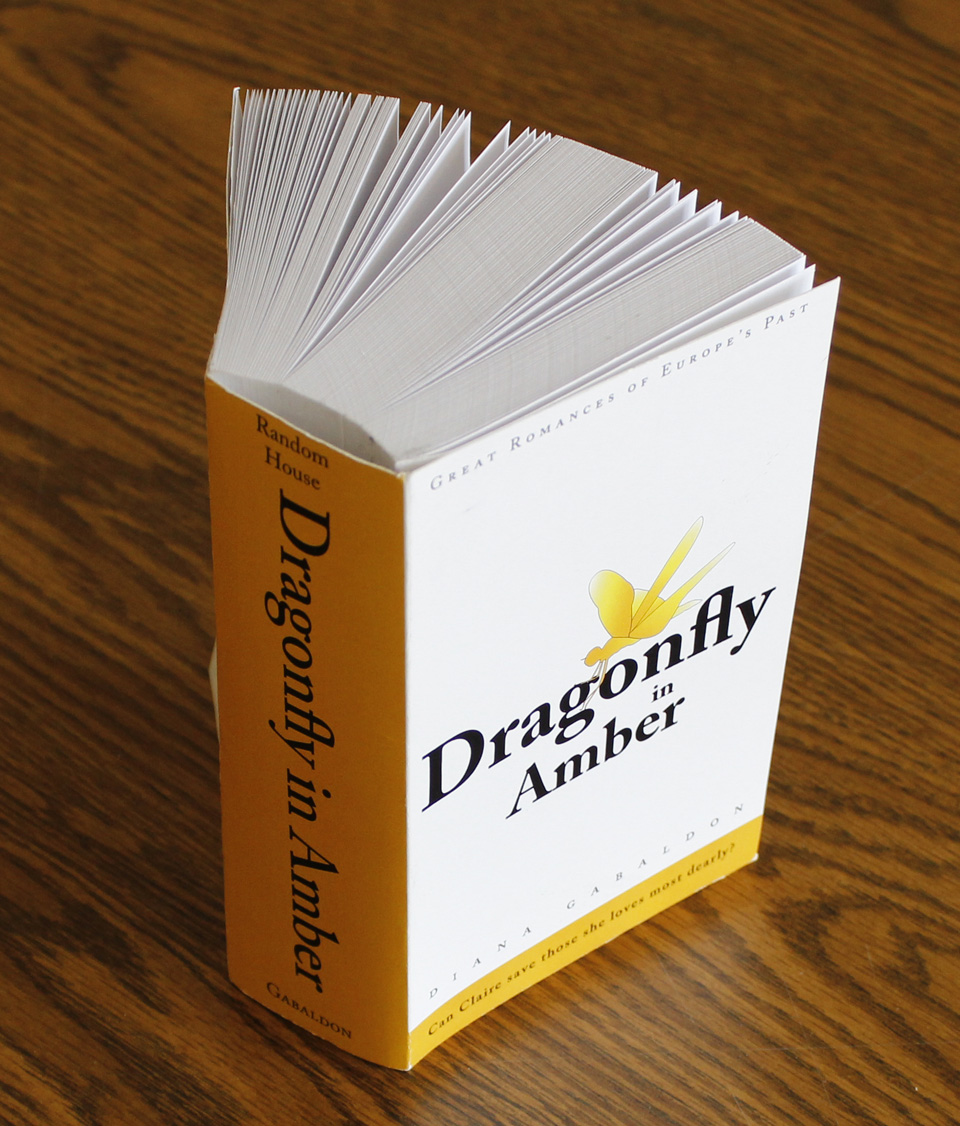 Random
House
Dragonfly in Amber
GABALDON
GREAT ROMANCES OF EUROPE'S PAST
Dragonfly
in
Amber
DIANA GABALDON
Can Claire save those she loves most dearly?